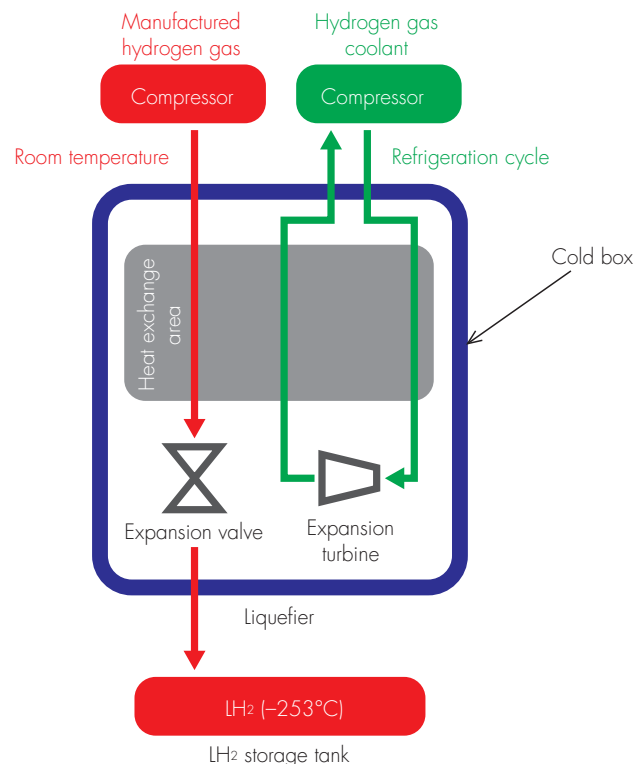 Manufactured
hydrogen gas
Hydrogen gas
coolant
Compressor
Compressor
Room temperature
Refrigeration cycle
Cold box
Heat exchange
area
Expansion valve
Expansion
turbine
Liquefier
LH₂ (–253°C)
LH₂ storage tank